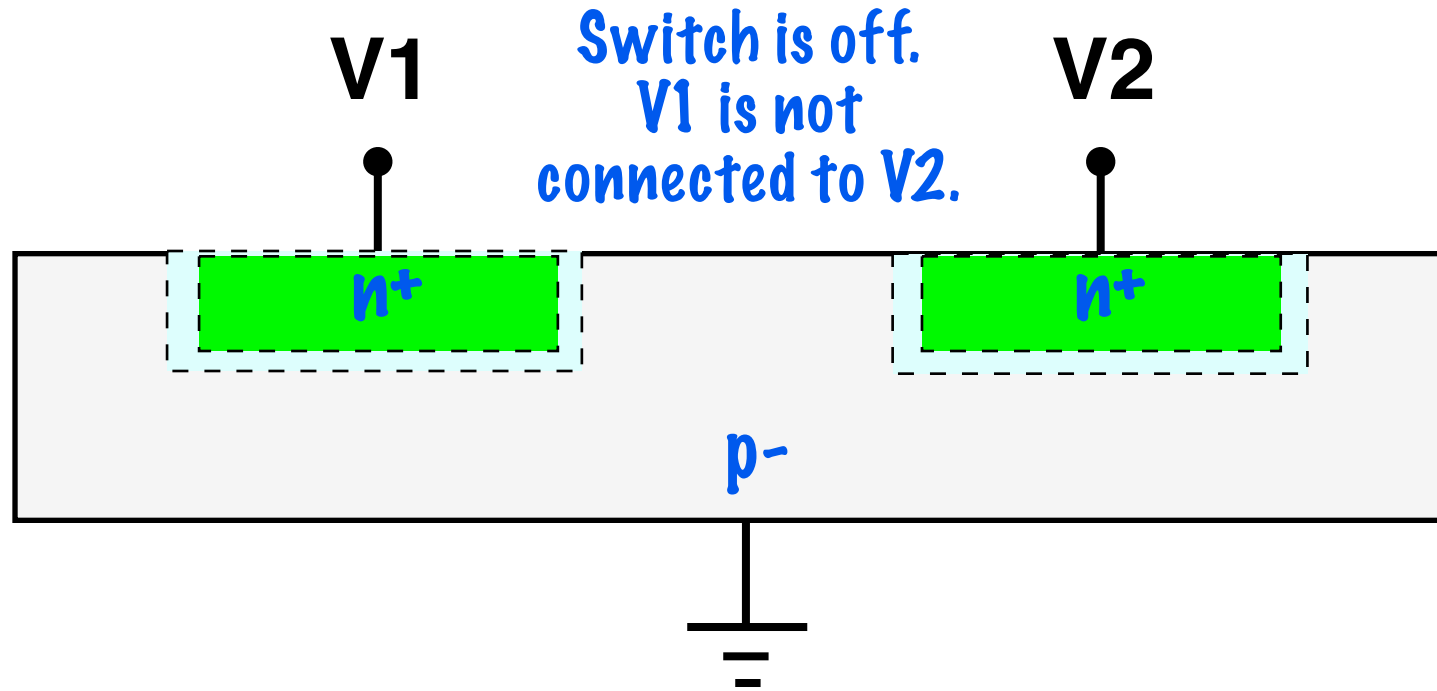 V1
Switch is off.
V1 is not
connected to V2.
V2
n+
n+
p-